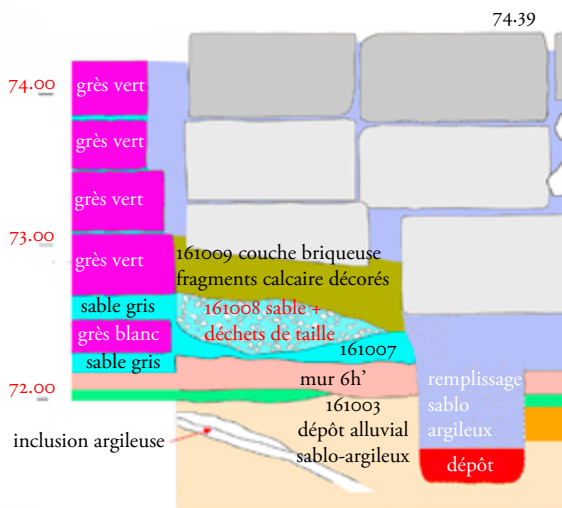 74.39
74.00
grès vert
grès vert
grès vert
73.00
grès vert
161009 couche briqueuse
fragments calcaire décorés
sable gris
161008 sable +
déchets de taille
grès blanc
161007
sable gris
mur 6h'
72.00
remplissage
sablo
argileux
161003
dépôt alluvial
sablo-argileux
inclusion argileuse
dépôt